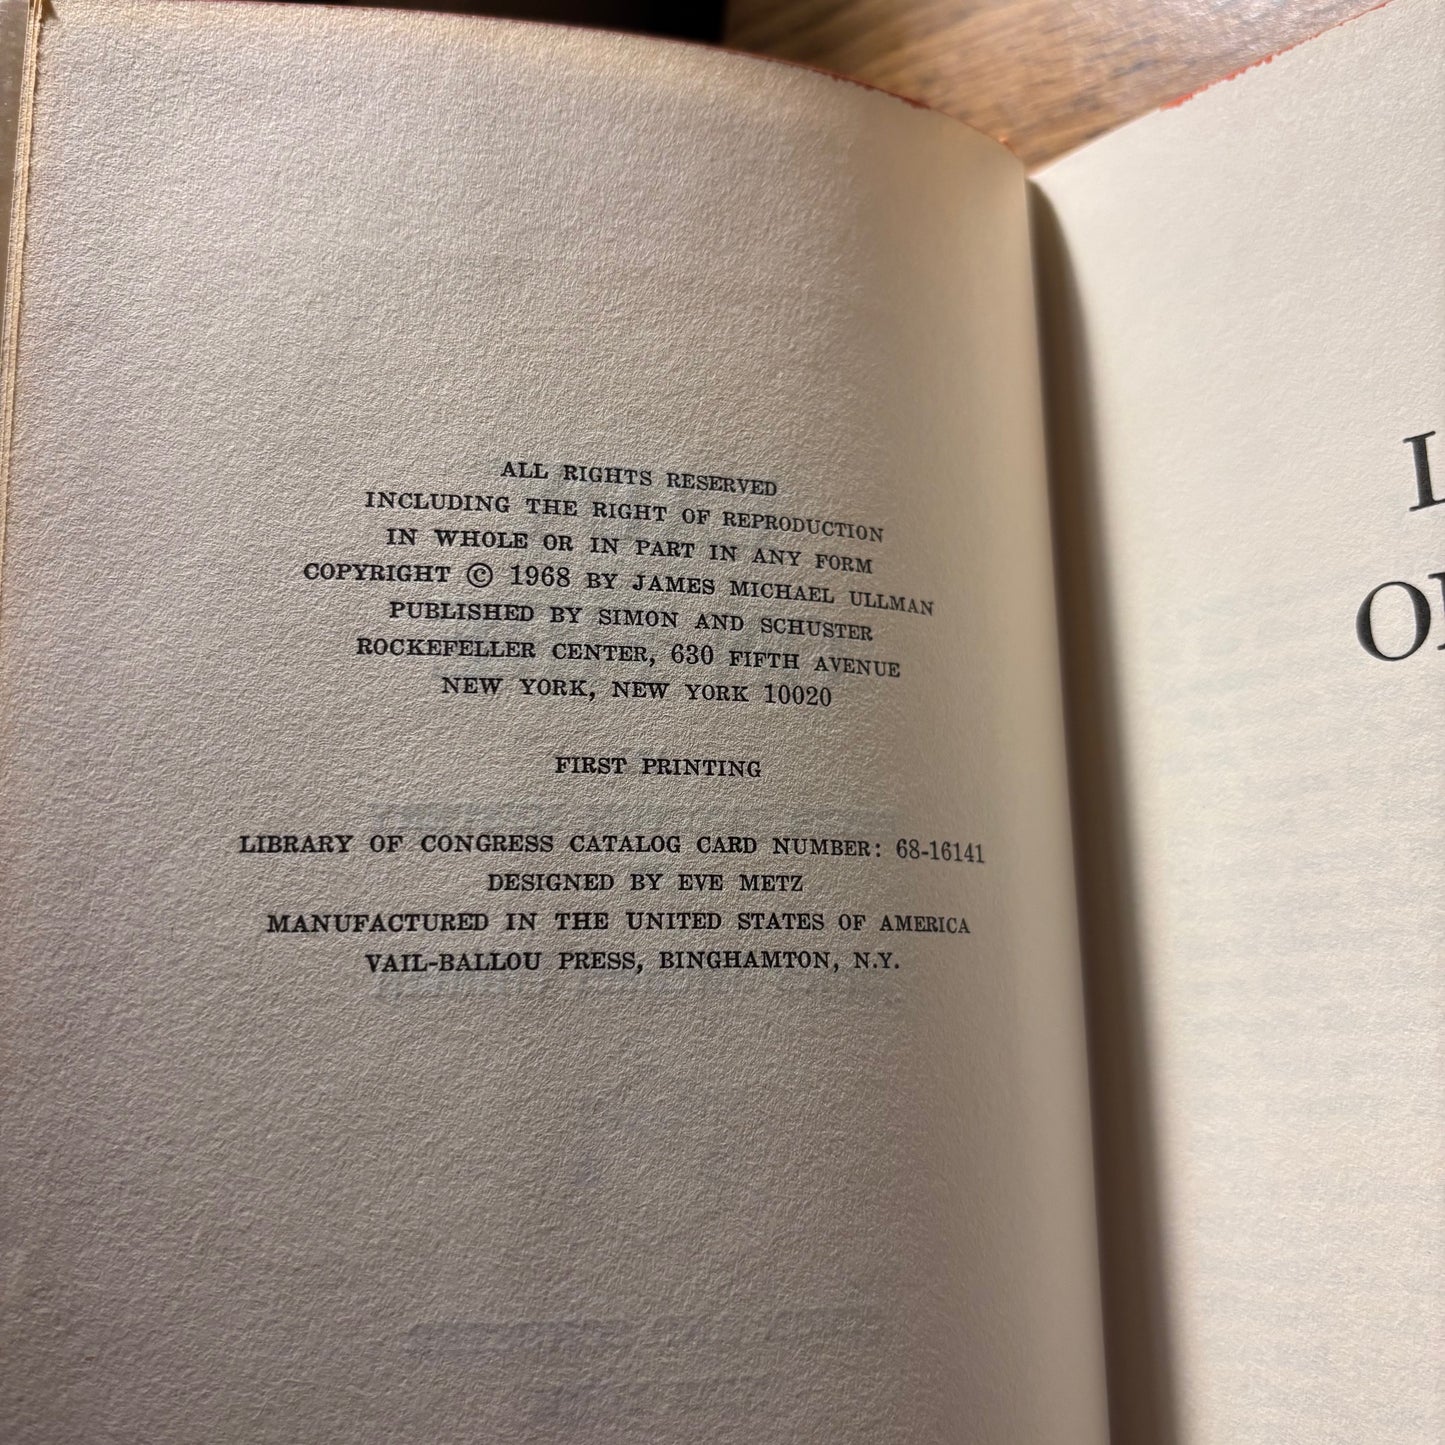 ALL RIGHTS RESERVED
INCLUDING THE RIGHT OF REPRODUCTION
IN WHOLE OR IN PART IN ANY FORM
COPYRIGHT © 1968 BY JAMES MICHAEL ULLMAN
PUBLISHED BY SIMON AND SCHUSTER
ROCKEFELLER CENTER, 630 FIFTH AVENUE
NEW YORK, NEW YORK 10020
FIRST PRINTING
LIBRARY OF CONGRESS CATALOG CARD NUMBER: 68-16141
DESIGNED BY EVE METZ
MANUFACTURED IN THE UNITED STATES OF AMERICA
VAIL-BALLOU PRESS, BINGHAMTON, N.Y.